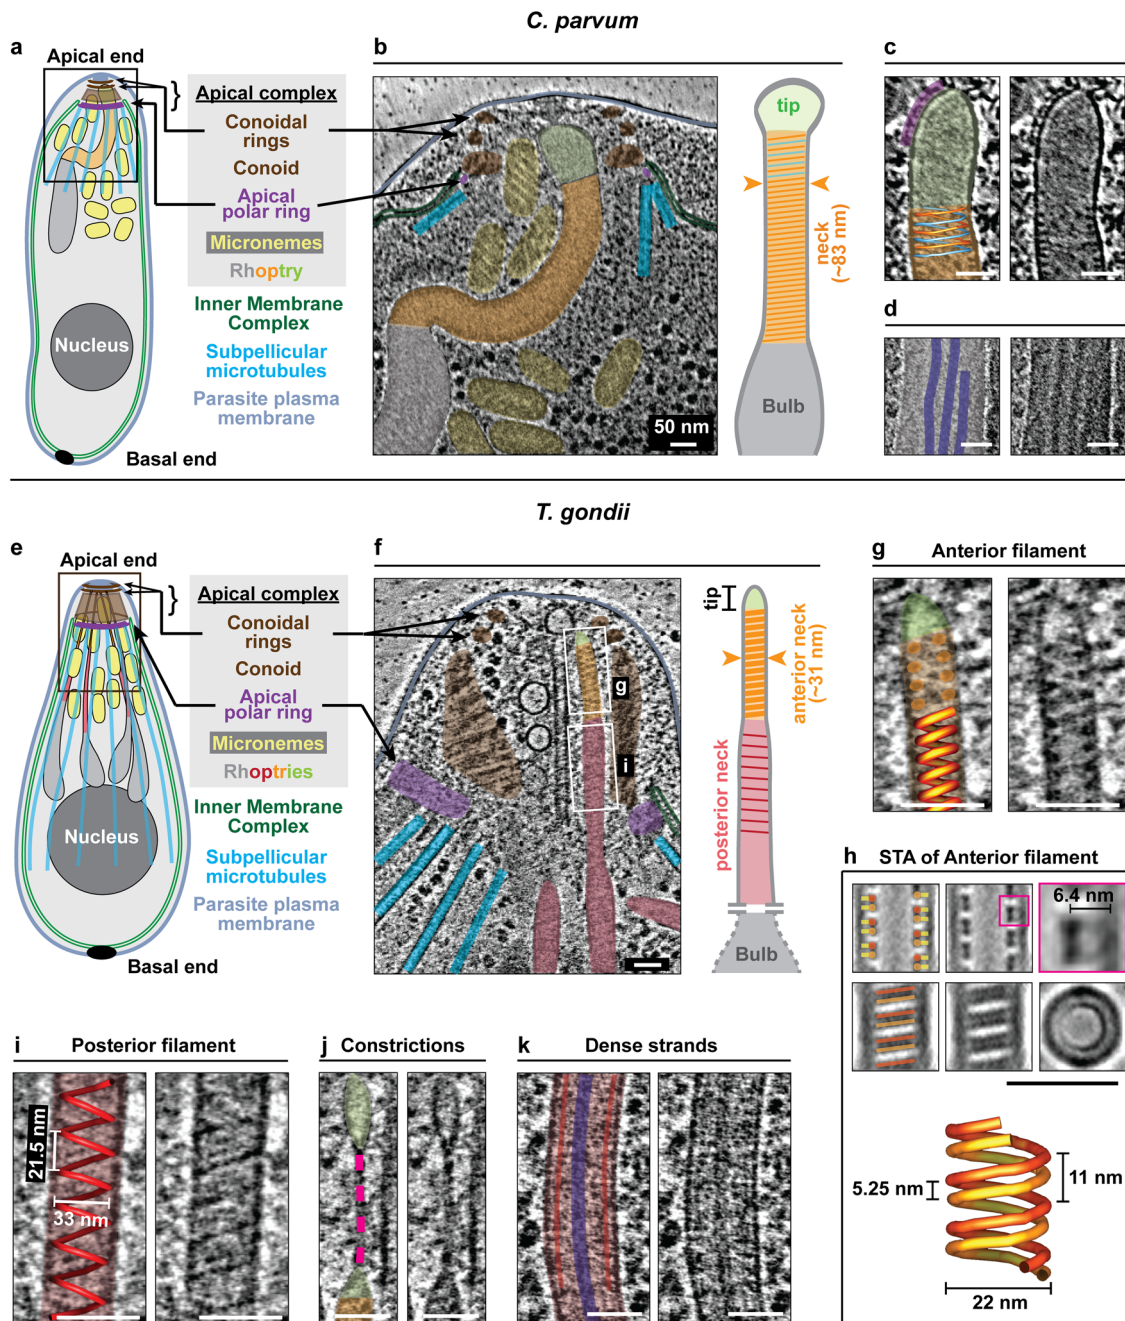 C. parvum
a
Apical end
Apical complex
Conoidal
rings
Conoid
Apical
polar ring
Micronemes
Rhoptry
Inner Membrane
Complex
Subpellicular
microtubules
Parasite plasma
membrane
Nucleus
Basal end
b
50 nm
tip
neck
(~83 nm)
Bulb
c
d
T. gondii
e
Apical end
Apical complex
Conoidal
rings
Conoid
Apical
polar ring
Micronemes
Rhoptries
Inner Membrane
Complex
Subpellicular
microtubules
Parasite plasma
membrane
Nucleus
Basal end
f
g
i
tip
anterior neck
(~31 nm)
posterior neck
Bulb
g Anterior filament
h STA of Anterior filament
6.4 nm
5.25 nm
11 nm
22 nm
i Posterior filament
21.5 nm
33 nm
j Constrictions
k Dense strands